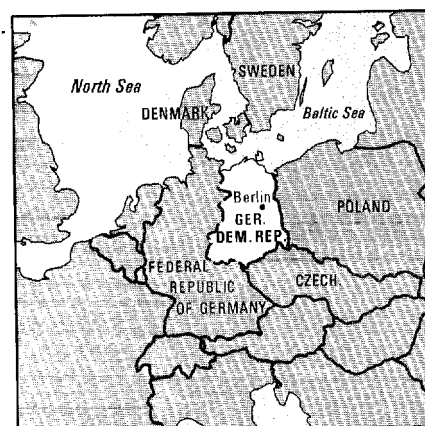 SWEDEN
North Sea
DENMARK
Baltic Sea
Berlin
GER.
DEM. REP.
POLAND
FEDERAL
REPUBLIC
OF GERMANY
CZECH.